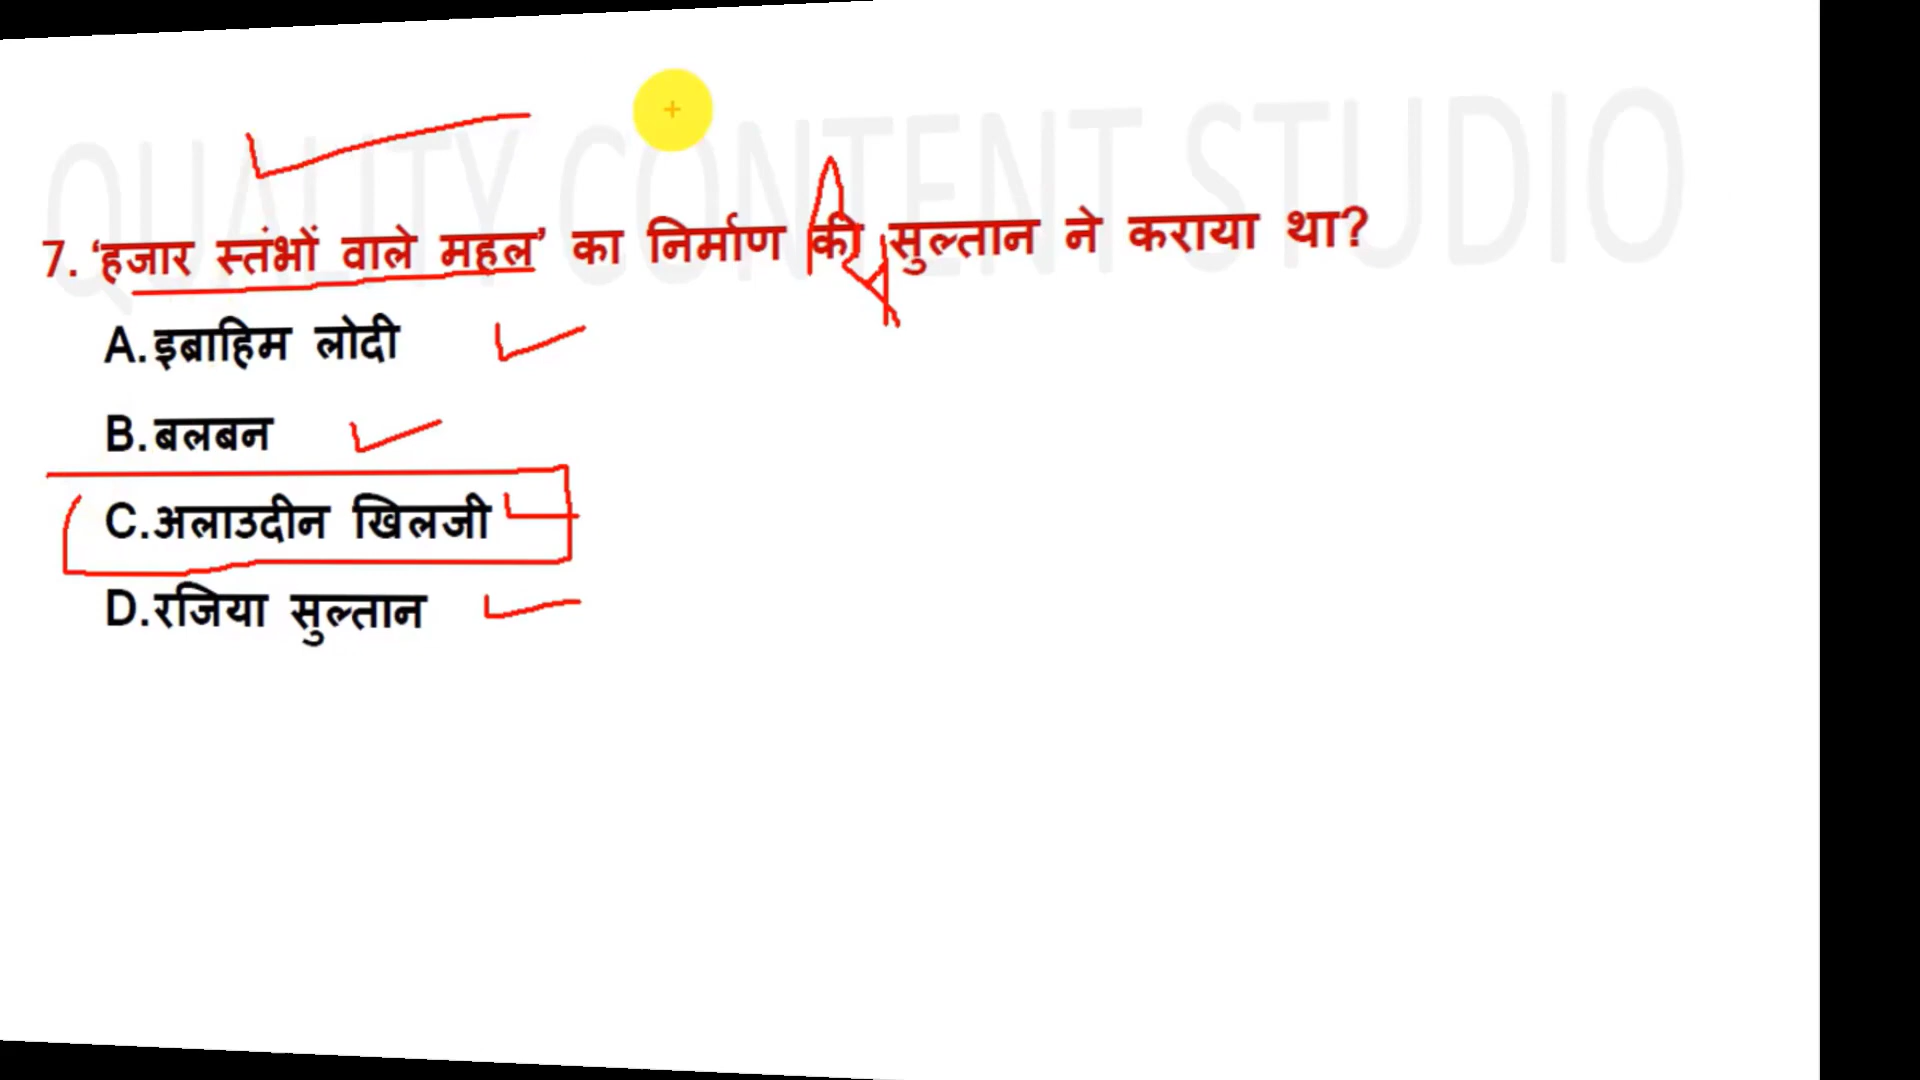 QUALITY CONTENT STUDIO
7. ‘हजार स्तंभों वाले महल’ का निर्माण की सुल्तान ने कराया था?
A.इब्राहिम लोदी
B.बलबन
C.अलाउदीन खिलजी
D.रजिया सुल्तान